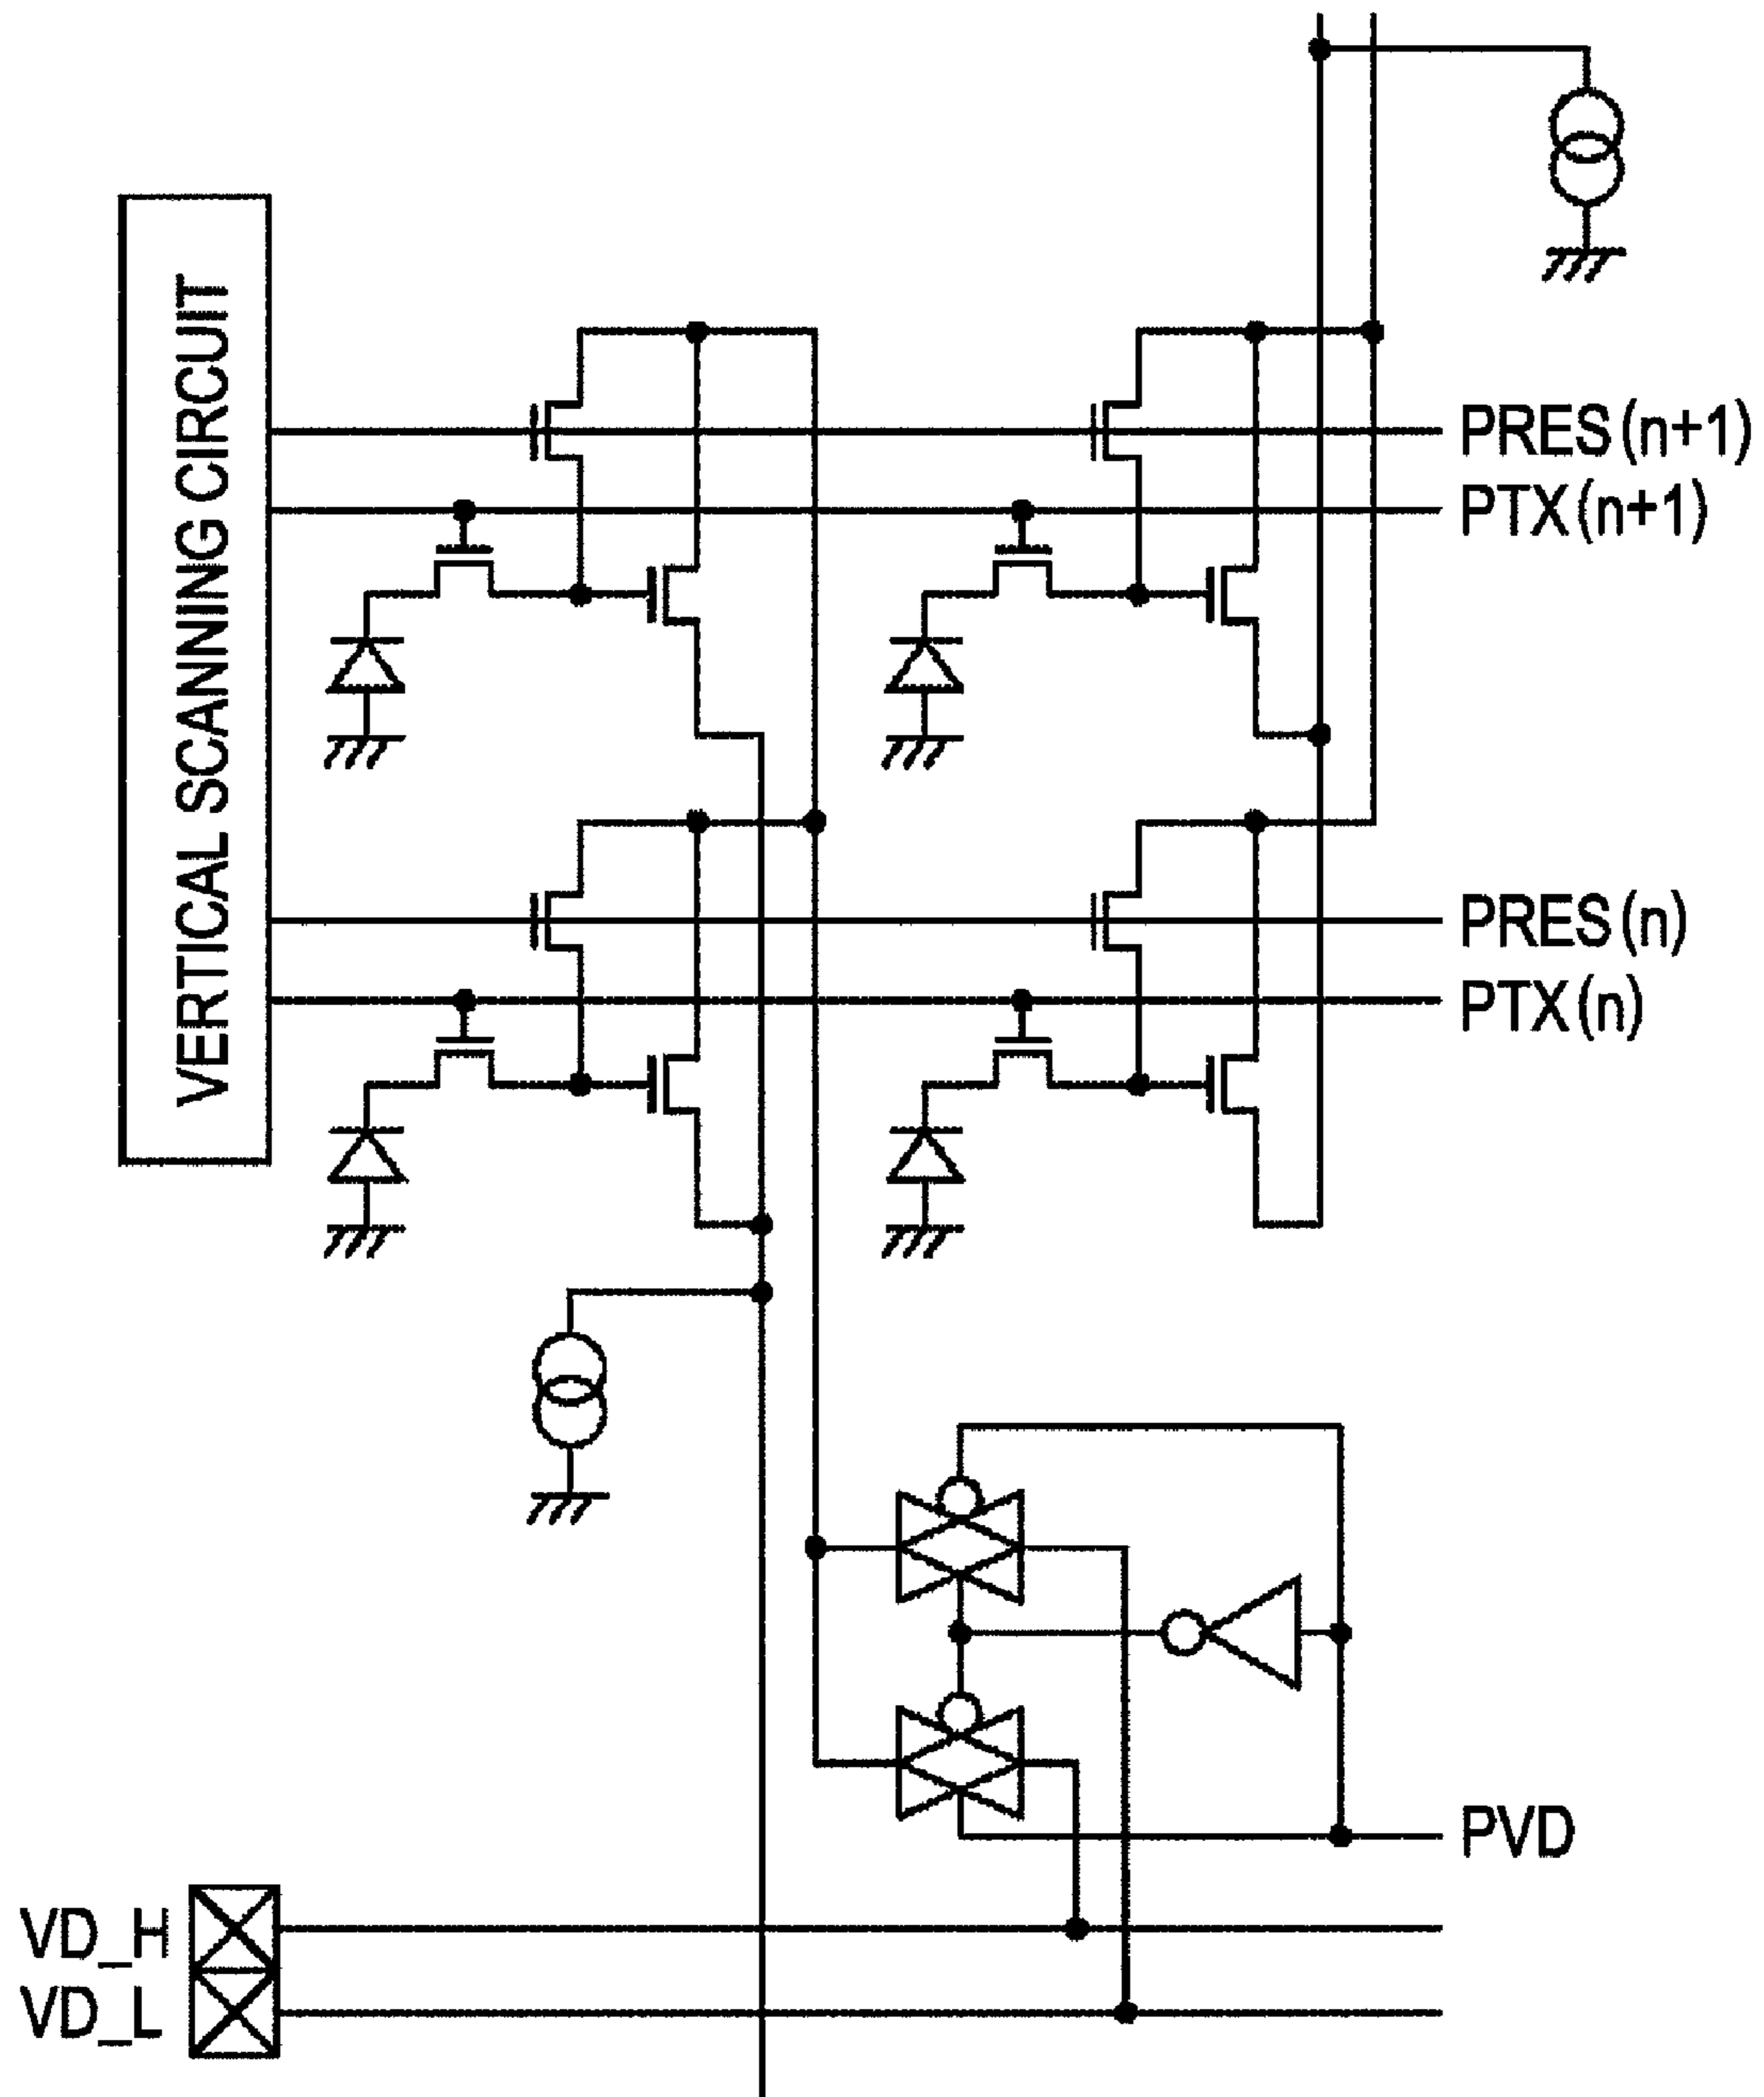 VERTICAL SCANNING CIRCUIT
PRES(n+1)
PTX(n+1)
PRES(n)
PTX(n)
PVD
VD_H
VD_L